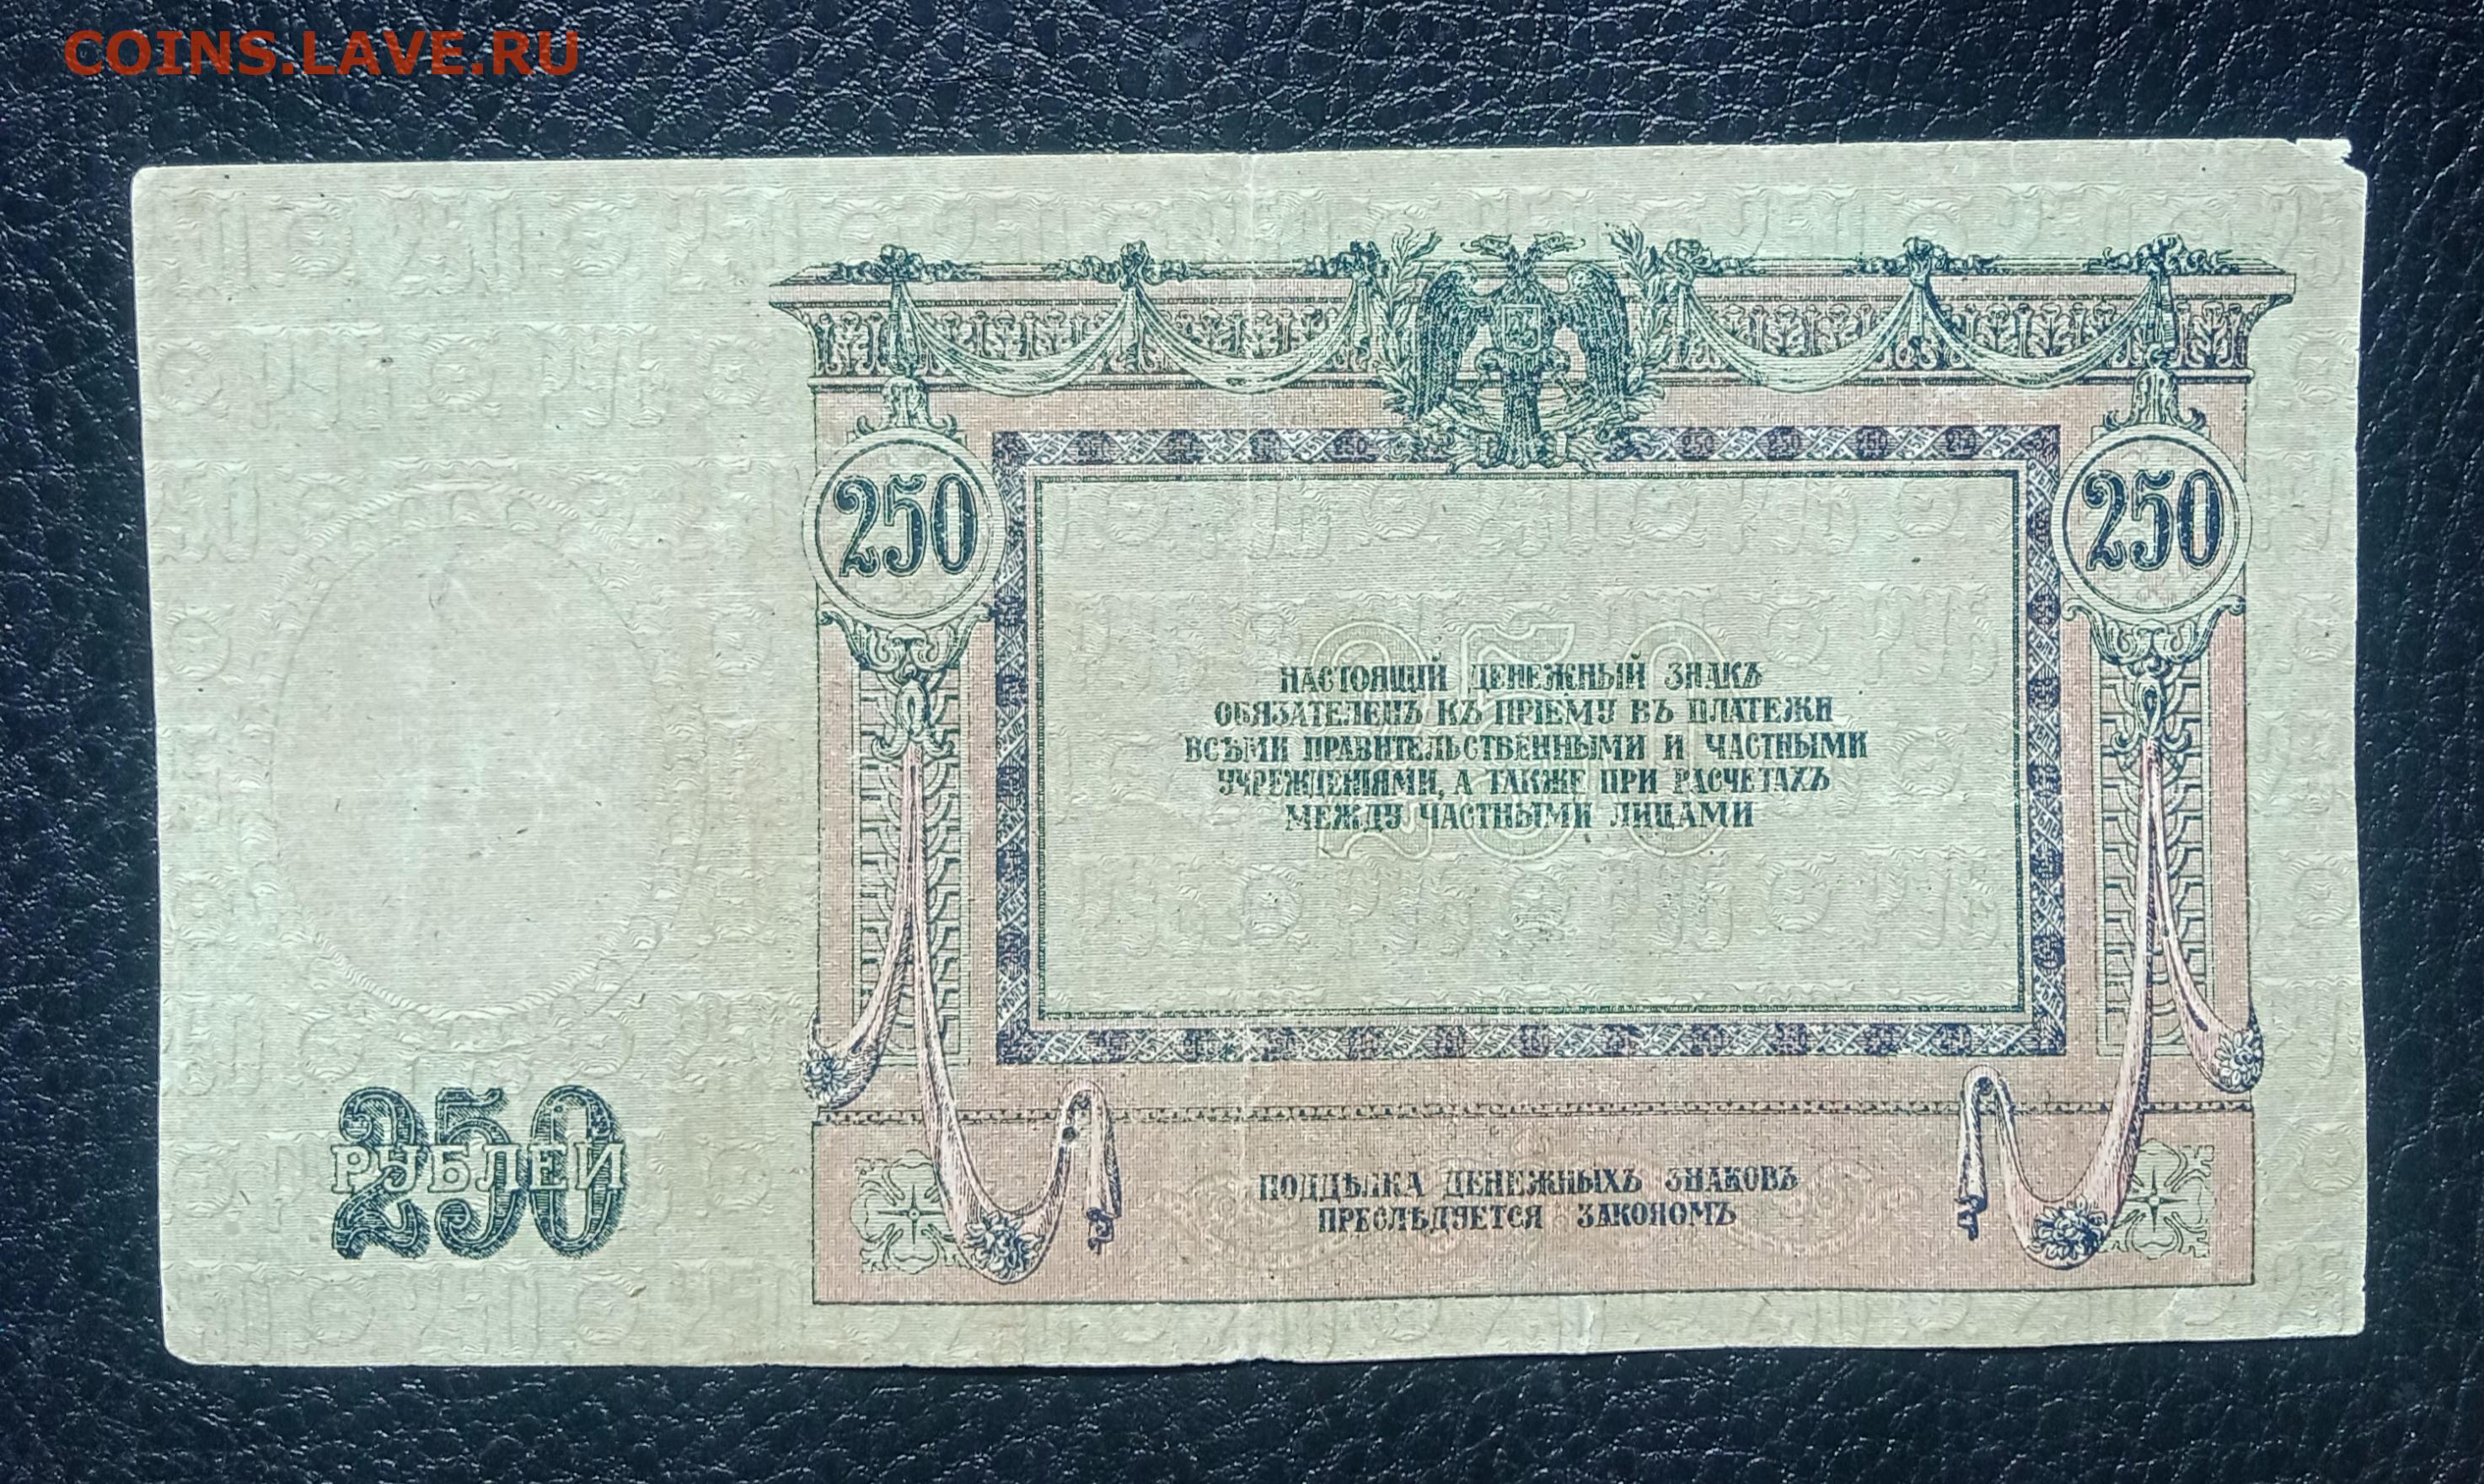 COINS.LAVE.RU
250
250
НАСТОЯЩІЙ ДЕНЕЖНЫЙ ЗНАКЪ
ОБЯЗАТЕЛЕНЪ КЪ ПРІЕМУ ВЪ ПЛАТЕЖИ
ВСѢМИ ПРАВИТЕЛЬСТВЕННЫМИ И ЧАСТНЫМИ
УЧРЕЖДЕНІЯМИ, А ТАКЖЕ ПРИ РАСЧЕТАХЪ
МЕЖДУ ЧАСТНЫМИ ЛИЦАМИ
250
250
РУБЛЕЙ
ПОДДѢЛКА ДЕНЕЖНЫХЪ ЗНАКОВЪ
ПРЕСЛѢДУЕТСЯ ЗАКОНОМЪ